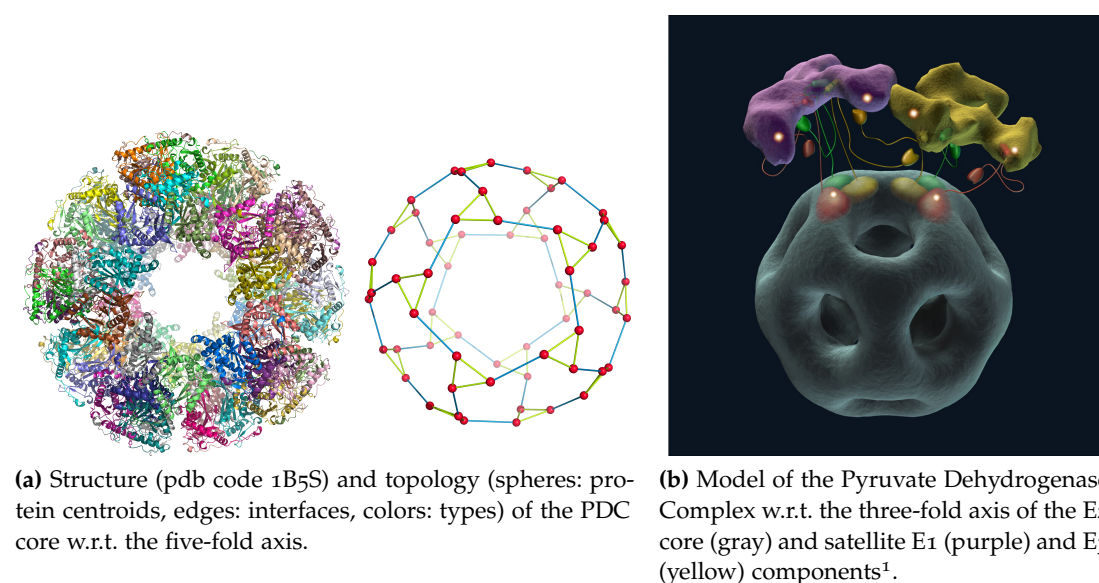 (a) Structure (pdb code 1B5S) and topology (spheres: pro-
tein centroids, edges: interfaces, colors: types) of the PDC
core w.r.t. the five-fold axis.
(b) Model of the Pyruvate Dehydrogenase
Complex w.r.t. the three-fold axis of the
core (gray) and satellite E1 (purple) and
(yellow) components¹.